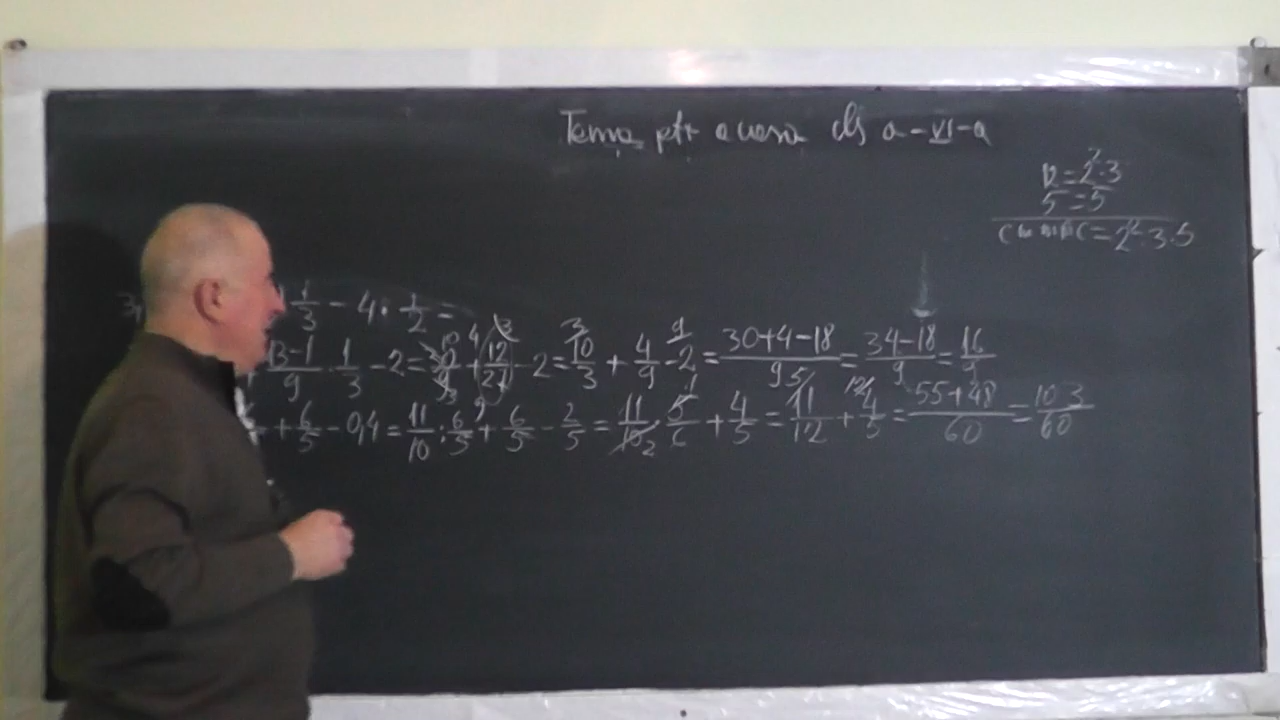 Tema ptr acasa cls a-VI-a
12=2²·3
5=5
cmmmc=2²·3·5
1/3 - 4·1/2 =
13-1/9 · 1/3 - 2 = + 12/27 - 2 = 10/3 + 4/9 - 2 = 30+4-18/9 = 34-18/9 = 16/9
+ 6/5 - 0,4 = 11/10 : 6/5 + 6/5 - 2/5 = 11/10 · 5/6 + 4/5 = 11/12 + 4/5 = 55+48/60 = 103/60